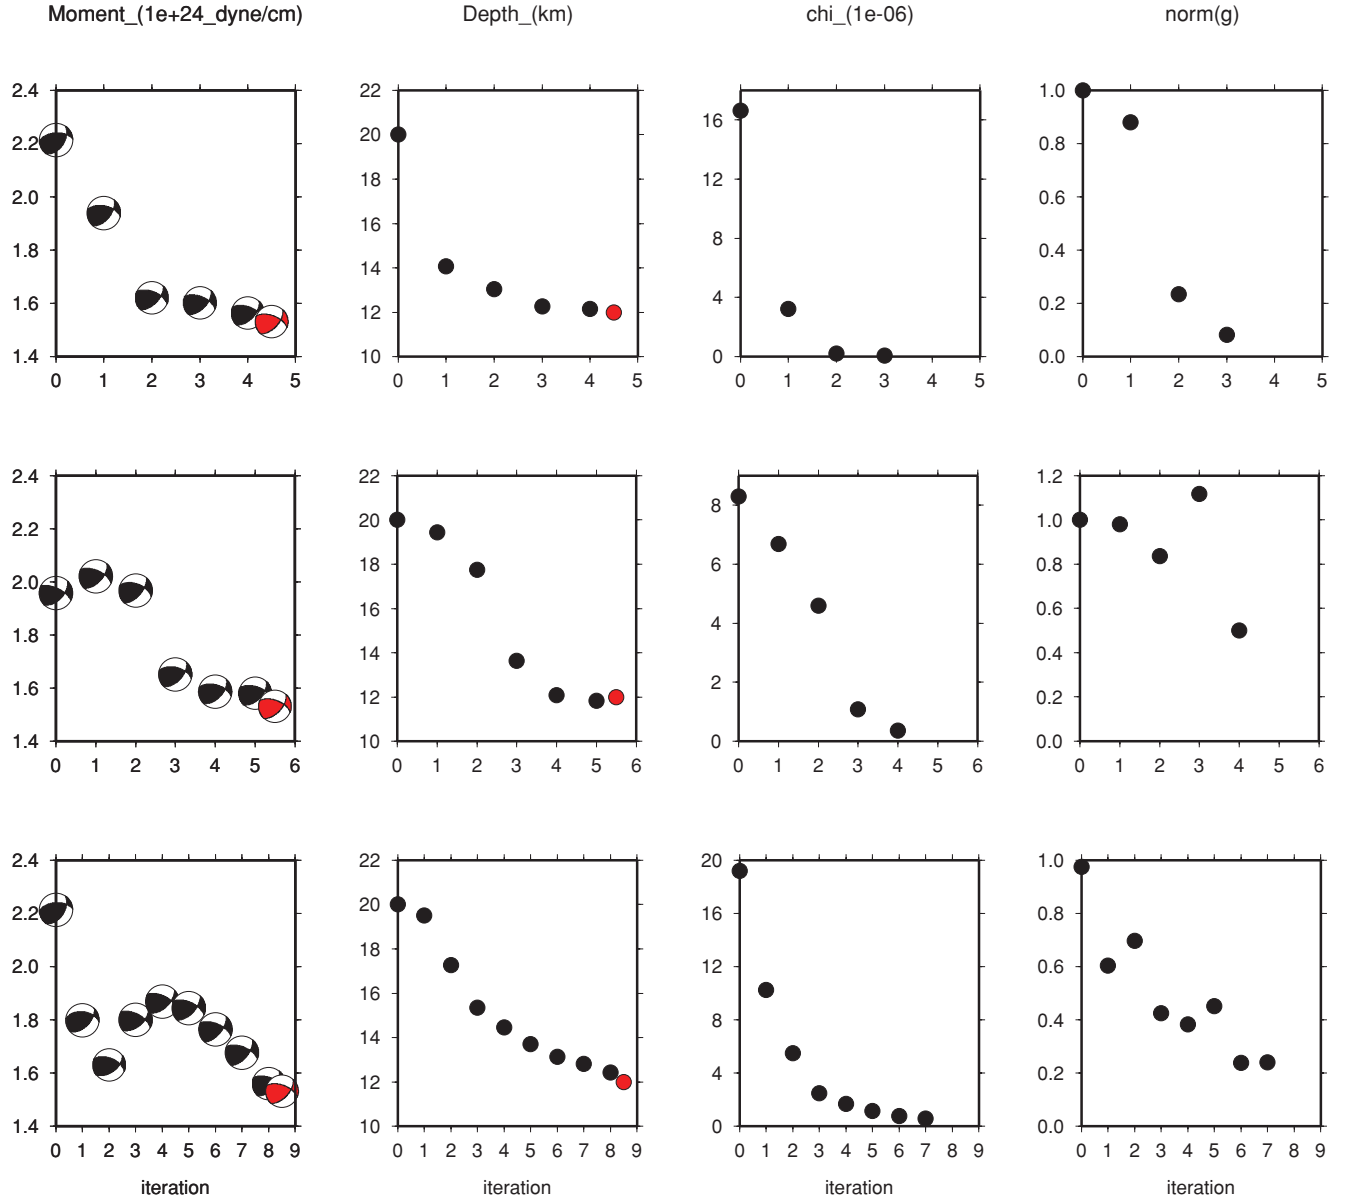 Moment_(1e+24_dyne/cm) Depth_(km) chi_(1e-06) norm(g)
2.4 22 1.0
2.2 20 16 0.8
2.0 18 12 0.6
1.8 16 8 0.4
1.6 14 4 0.2
1.4 12 0 0.0
10
0 1 2 3 4 5 0 1 2 3 4 5 0 1 2 3 4 5 0 1 2 3 4 5
2.4 22 1.2
2.2 20 8 1.0
2.0 18 6 0.8
1.8 16 4 0.6
1.6 14 2 0.4
1.4 12 0 0.2
10 0.0
0 1 2 3 4 5 6 0 1 2 3 4 5 6 0 1 2 3 4 5 6 0 1 2 3 4 5 6
2.4 22 20 1.0
2.2 20 16 0.8
2.0 18 12 0.6
1.8 16 8 0.4
1.6 14 4 0.2
1.4 12 0 0.0
10
0 1 2 3 4 5 6 7 8 9 0 1 2 3 4 5 6 7 8 9 0 1 2 3 4 5 6 7 8 9 0 1 2 3 4 5 6 7 8 9
iteration iteration iteration iteration